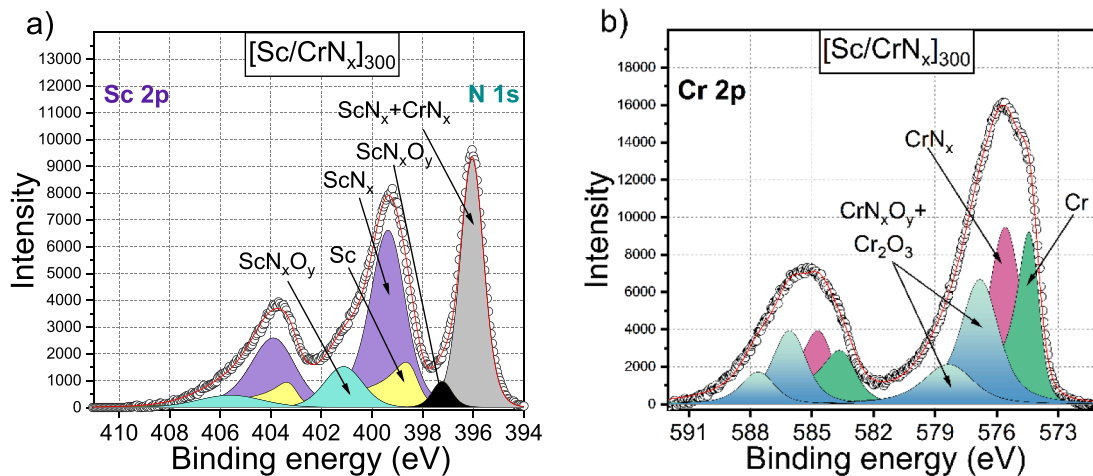 a)
[Sc/CrNₓ]₃₀₀
Sc 2p
N 1s
ScNₓ+CrNₓ
ScNₓOᵧ
ScNₓ
ScNₓOᵧ
Sc
Intensity
13000
12000
11000
10000
9000
8000
7000
6000
5000
4000
3000
2000
1000
0
410 408 406 404 402 400 398 396 394
Binding energy (eV)
b)
[Sc/CrNₓ]₃₀₀
Cr 2p
CrNₓ
Cr
CrNₓOᵧ+
Cr₂O₃
Intensity
18000
16000
14000
12000
10000
8000
6000
4000
2000
0
591 588 585 582 579 576 573
Binding energy (eV)